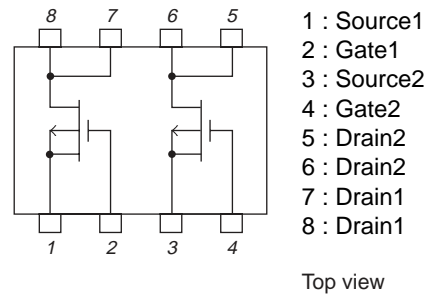 8 7 6 5
1 2 3 4
1 : Source1
2 : Gate1
3 : Source2
4 : Gate2
5 : Drain2
6 : Drain2
7 : Drain1
8 : Drain1
Top view